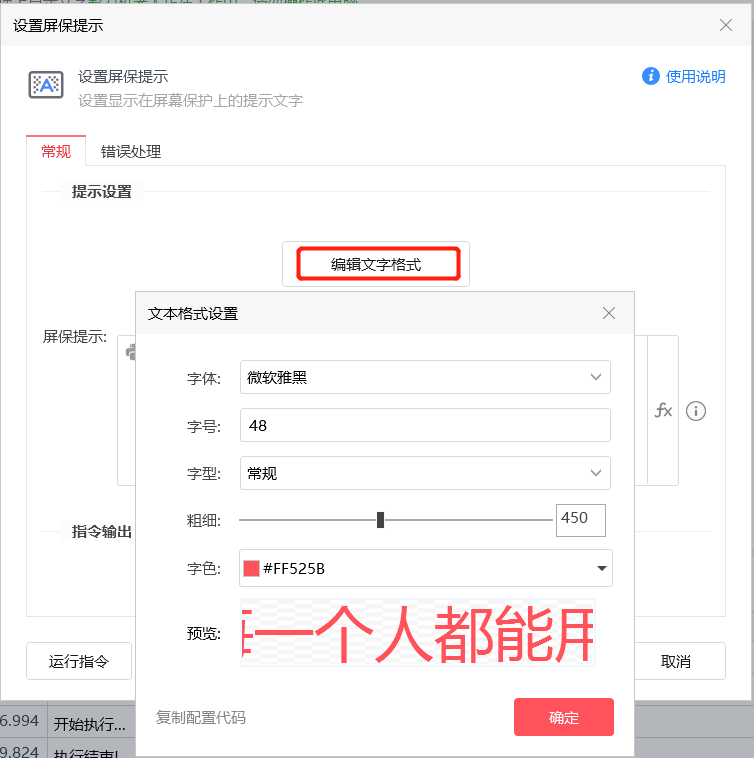 设置屏保提示
设置屏保提示
使用说明
设置显示在屏幕保护上的提示文字
常规 错误处理
提示设置
编辑文字格式
文本格式设置
屏保提示:
字体: 微软雅黑
fx
字号: 48
字型: 常规
粗细: 450
指令输出
字色: #FF525B
预览: 一个人都能用
运行指令
取消
复制配置代码
确定
6.994 开始执行...
9.824 执行结束!